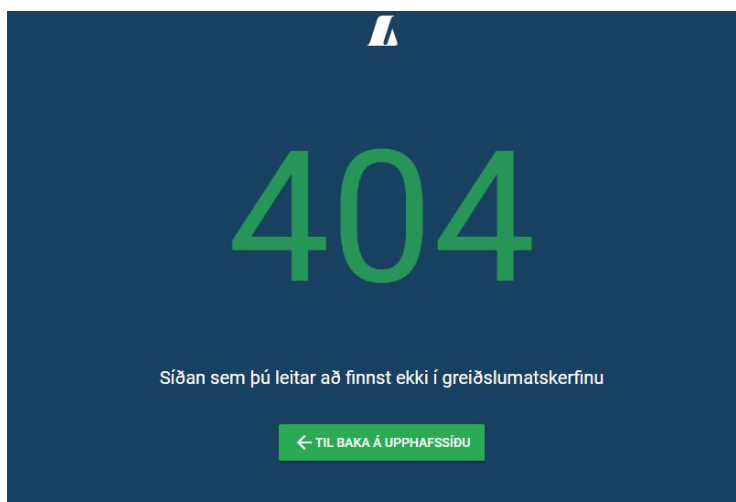 404
Síðan sem þú leitar að finnst ekki í greiðslumatskerfinu
TIL BAKA Á UPPHAFSSÍÐU